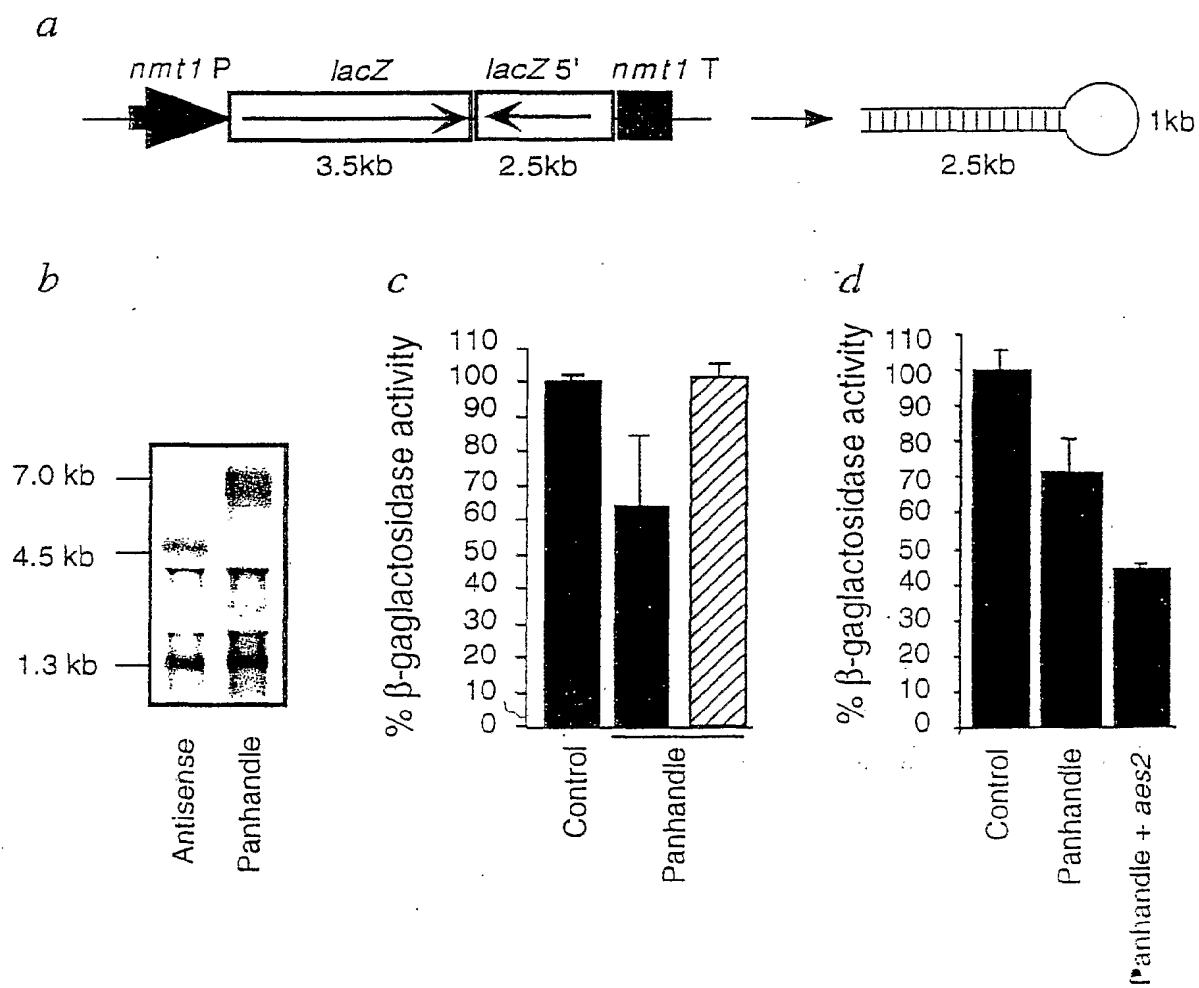 a
nmt1 P
lacZ
lacZ 5'
nmt1 T
3.5kb
2.5kb
2.5kb
1kb
b
7.0 kb
4.5 kb
1.3 kb
Antisense
Panhandle
c
% β-gaglactosidase activity
110
100
90
80
70
60
50
40
30
20
10
0
Control
Panhandle
d
% β-gaglactosidase activity
110
100
90
80
70
60
50
40
30
20
10
0
Control
Panhandle
Panhandle + aes2